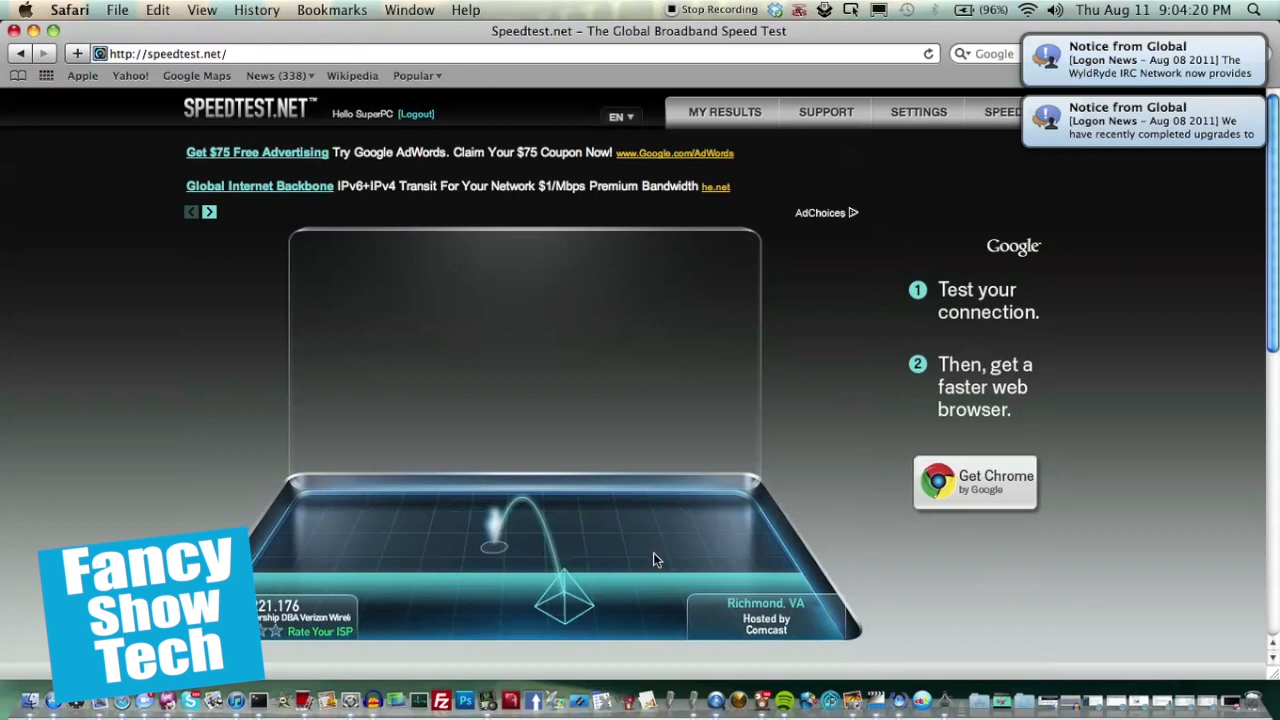 Safari File Edit View History Bookmarks Window Help
Stop Recording
(96%) Thu Aug 11 9:04:20 PM
Speedtest.net – The Global Broadband Speed Test
http://speedtest.net/
Google
Apple Yahoo! Google Maps News (338) Wikipedia Popular
Notice from Global
[Logon News – Aug 08 2011] The
WyldRyde IRC Network now provides
Notice from Global
[Logon News – Aug 08 2011] We
have recently completed upgrades to
SPEEDTEST.NET™ Hello SuperPC [Logout]
EN
MY RESULTS SUPPORT SETTINGS SPEED
Get $75 Free Advertising Try Google AdWords. Claim Your $75 Coupon Now! www.Google.com/AdWords
Global Internet Backbone IPv6+IPv4 Transit For Your Network $1/Mbps Premium Bandwidth he.net
AdChoices
Google
1 Test your
connection.
2 Then, get a
faster web
browser.
Get Chrome
by Google
21.176
ership DBA Verizon Wirel
Rate Your ISP
Richmond, VA
Hosted by
Comcast
Fancy
Show
Tech